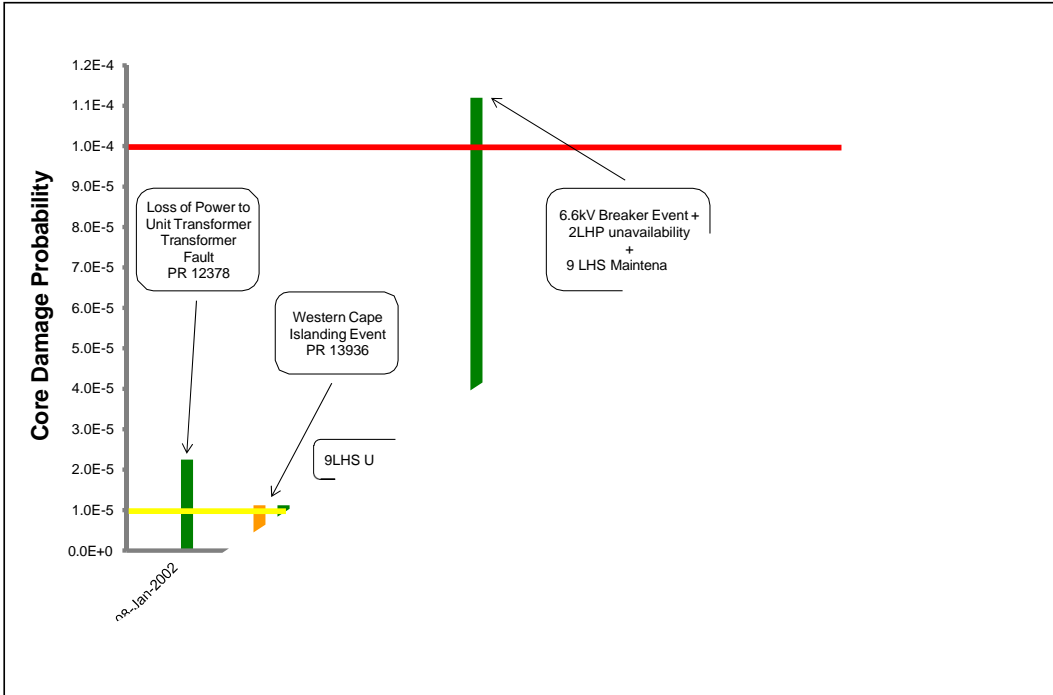 1.2E-4
1.1E-4
1.0E-4
9.0E-5
8.0E-5
7.0E-5
6.0E-5
5.0E-5
4.0E-5
3.0E-5
2.0E-5
1.0E-5
0.0E+0
Core Damage Probability
Loss of Power to
Unit Transformer
Transformer
Fault
PR 12378
Western Cape
Islanding Event
PR 13936
9LHS U
6.6kV Breaker Event +
2LHP unavailability
+
9 LHS Maintena
08-Jan-2002